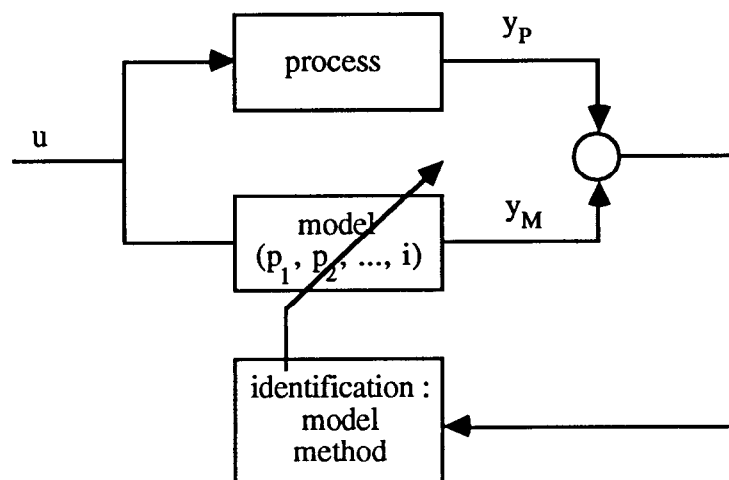 y_P
process
u
model
y_M
(p_1, p_2, ..., i)
identification :
model
method